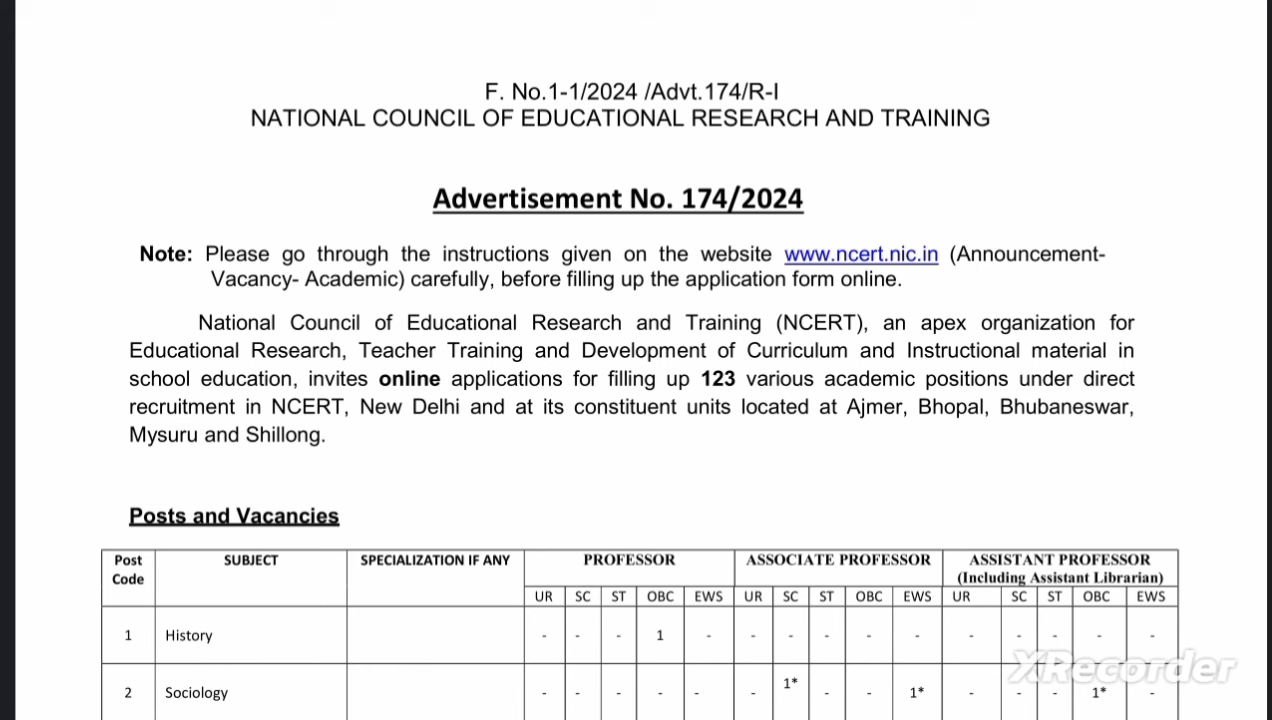 F. No.1-1/2024 /Advt.174/R-I
NATIONAL COUNCIL OF EDUCATIONAL RESEARCH AND TRAINING
Advertisement No. 174/2024
Note: Please go through the instructions given on the website www.ncert.nic.in (Announcement-
Vacancy- Academic) carefully, before filling up the application form online.
National Council of Educational Research and Training (NCERT), an apex organization for
Educational Research, Teacher Training and Development of Curriculum and Instructional material in
school education, invites online applications for filling up 123 various academic positions under direct
recruitment in NCERT, New Delhi and at its constituent units located at Ajmer, Bhopal, Bhubaneswar,
Mysuru and Shillong.
Posts and Vacancies
Post Code SUBJECT SPECIALIZATION IF ANY PROFESSOR ASSOCIATE PROFESSOR ASSISTANT PROFESSOR
(Including Assistant Librarian)
UR SC ST OBC EWS UR SC ST OBC EWS UR SC ST OBC EWS
1 History - - - 1 - - - - - - - - - - -
2 Sociology - - - - - - 1* - - 1* - - - 1* -
XRecorder